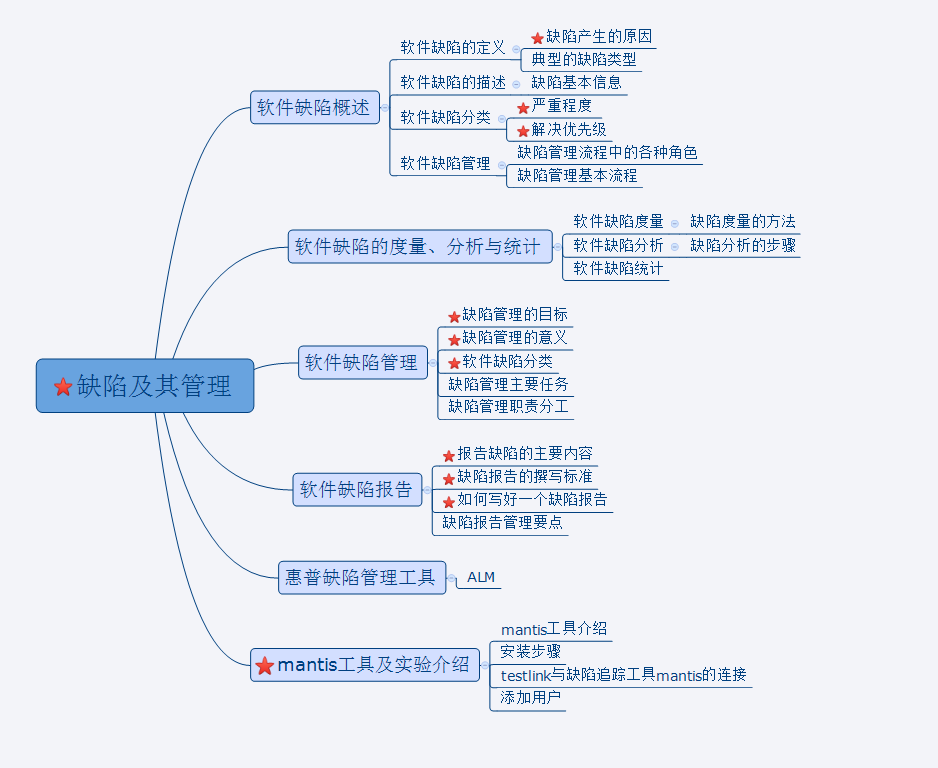 缺陷及其管理
软件缺陷概述
软件缺陷的定义
缺陷产生的原因
典型的缺陷类型
软件缺陷的描述
缺陷基本信息
软件缺陷分类
严重程度
解决优先级
软件缺陷管理
缺陷管理流程中的各种角色
缺陷管理基本流程
软件缺陷的度量、分析与统计
软件缺陷度量
缺陷度量的方法
软件缺陷分析
缺陷分析的步骤
软件缺陷统计
软件缺陷管理
缺陷管理的目标
缺陷管理的意义
软件缺陷分类
缺陷管理主要任务
缺陷管理职责分工
软件缺陷报告
报告缺陷的主要内容
缺陷报告的撰写标准
如何写好一个缺陷报告
缺陷报告管理要点
惠普缺陷管理工具
ALM
mantis工具及实验介绍
mantis工具介绍
安装步骤
testlink与缺陷追踪工具mantis的连接
添加用户